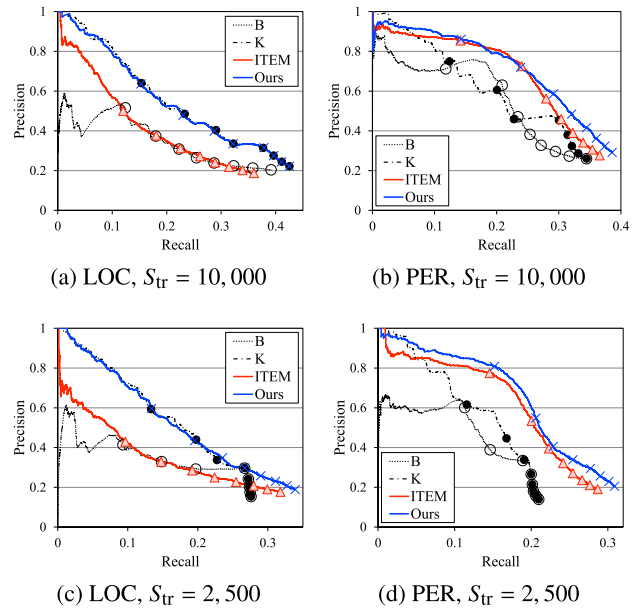 1
0.8
0.6
0.4
0.2
0
Precision
0
0.1
0.2
0.3
0.4
Recall
B
K
ITEM
Ours
(a) LOC, S_tr = 10,000
1
0.8
0.6
0.4
0.2
0
Precision
0
0.1
0.2
0.3
0.4
Recall
B
K
ITEM
Ours
(b) PER, S_tr = 10,000
1
0.8
0.6
0.4
0.2
0
Precision
0
0.1
0.2
0.3
Recall
B
K
ITEM
Ours
(c) LOC, S_tr = 2,500
1
0.8
0.6
0.4
0.2
0
Precision
0
0.1
0.2
0.3
Recall
B
K
ITEM
Ours
(d) PER, S_tr = 2,500